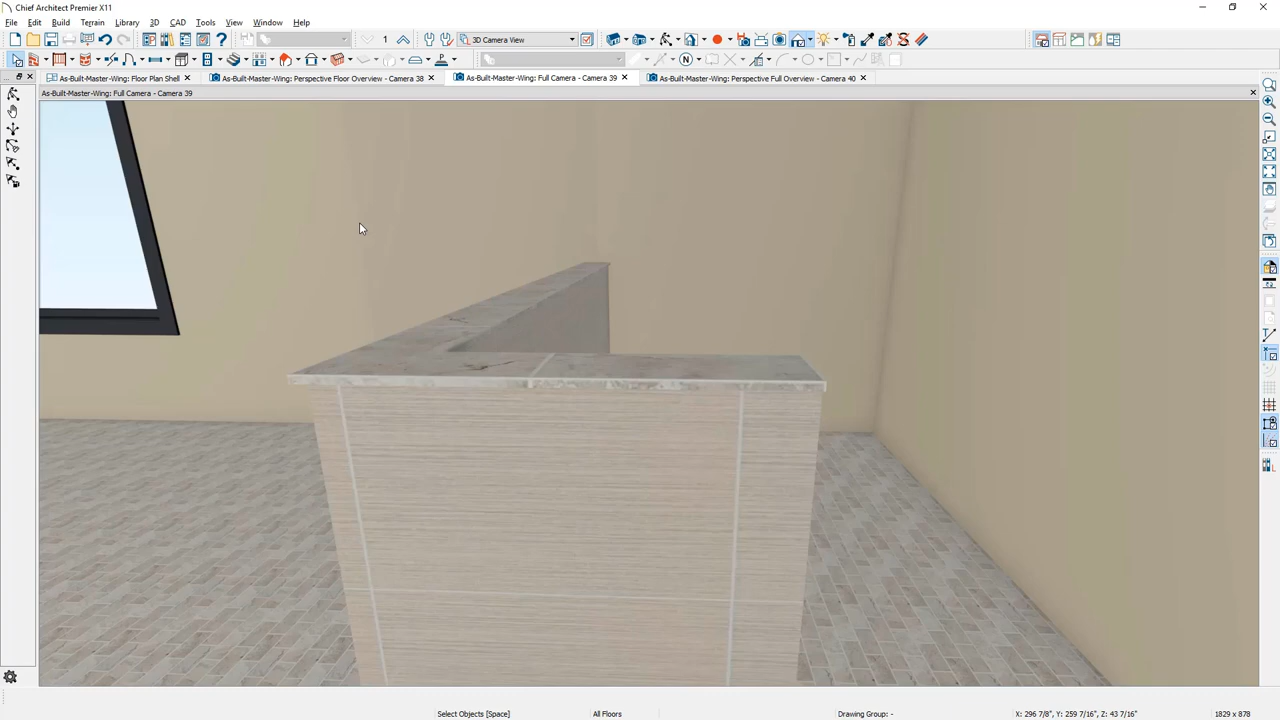 Chief Architect Premier X11
File Edit Build Terrain Library 3D CAD Tools View Window Help
1 3D Camera View
As-Built-Master-Wing: Floor Plan Shell As-Built-Master-Wing: Perspective Floor Overview - Camera 38 As-Built-Master-Wing: Full Camera - Camera 39 As-Built-Master-Wing: Perspective Full Overview - Camera 40
As-Built-Master-Wing: Full Camera - Camera 39
Select Objects [Space] All Floors Drawing Group: - X: 296 7/8", Y: 259 7/16", Z: 43 7/16" 1829 x 878